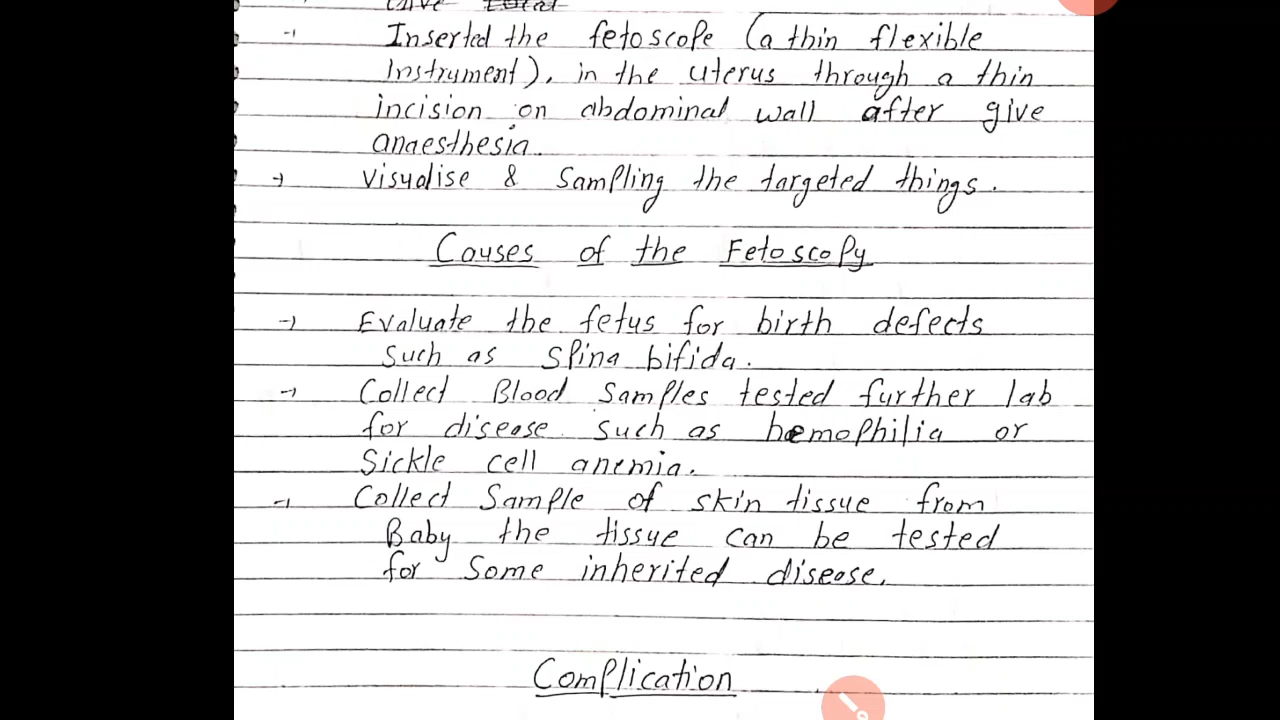 → Inserted the fetoscope (a thin flexible
Instrument), in the uterus through a thin
incision on abdominal wall after give
anaesthesia.
→ visualise & Sampling the targeted things.
Causes of the Fetoscopy
→ Evaluate the fetus for birth defects
Such as Spina bifida.
→ Collect Blood Samples tested further lab
for disease such as hemophilia or
Sickle cell anemia.
→ Collect Sample of skin tissue from
Baby the tissue can be tested
for Some inherited disease.
Complication